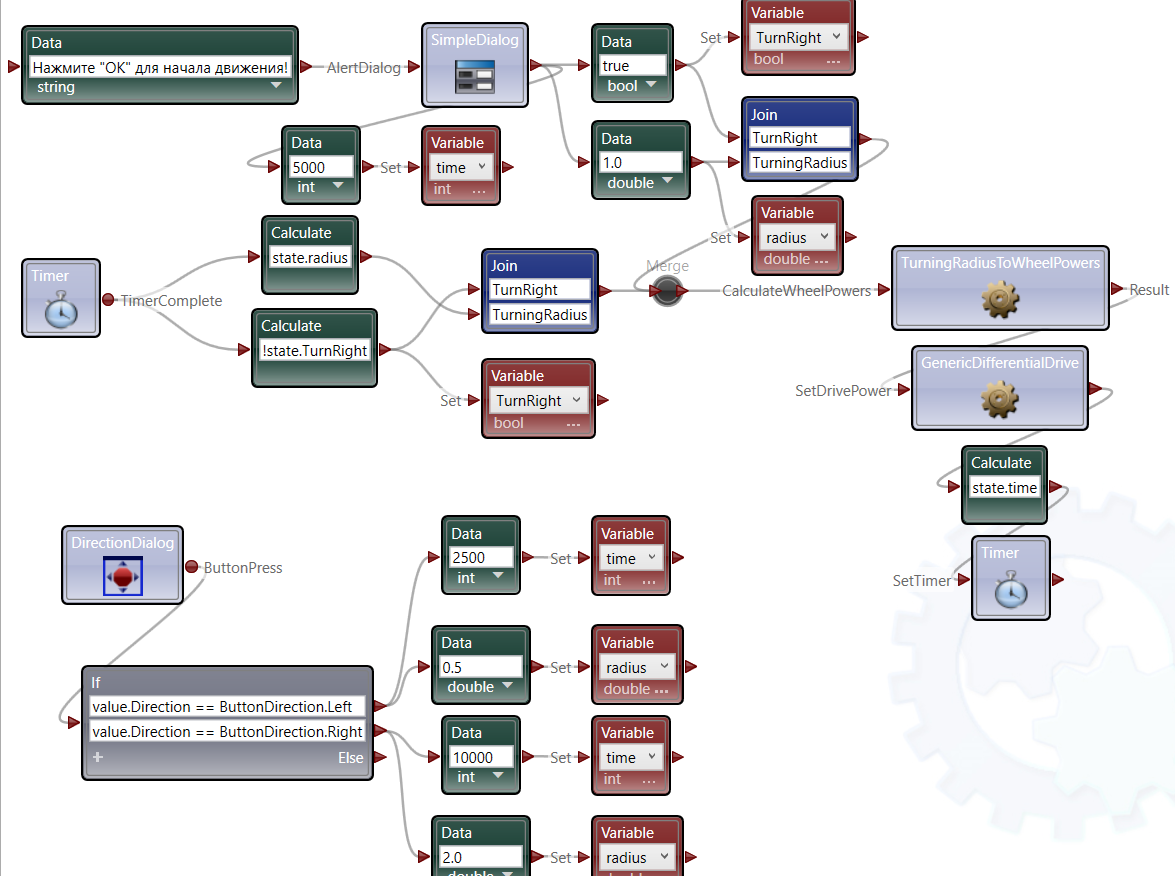 Data
Нажмите "ОК" для начала движения!
string
AlertDialog
SimpleDialog
Data
true
bool
Set
Variable
TurnRight
bool
...
Data
5000
int
Set
Variable
time
int
...
Data
1.0
double
Join
TurnRight
TurningRadius
Set
Variable
radius
double ...
Timer
TimerComplete
Calculate
state.radius
Calculate
!state.TurnRight
Join
TurnRight
TurningRadius
Set
Variable
TurnRight
bool
...
Merge
CalculateWheelPowers
TurningRadiusToWheelPowers
Result
SetDrivePower
GenericDifferentialDrive
Calculate
state.time
SetTimer
Timer
DirectionDialog
ButtonPress
If
value.Direction == ButtonDirection.Left
value.Direction == ButtonDirection.Right
+
Else
Data
2500
int
Set
Variable
time
int
...
Data
0.5
double
Set
Variable
radius
double ...
Data
10000
int
Set
Variable
time
int
...
Data
2.0
double
Set
Variable
radius